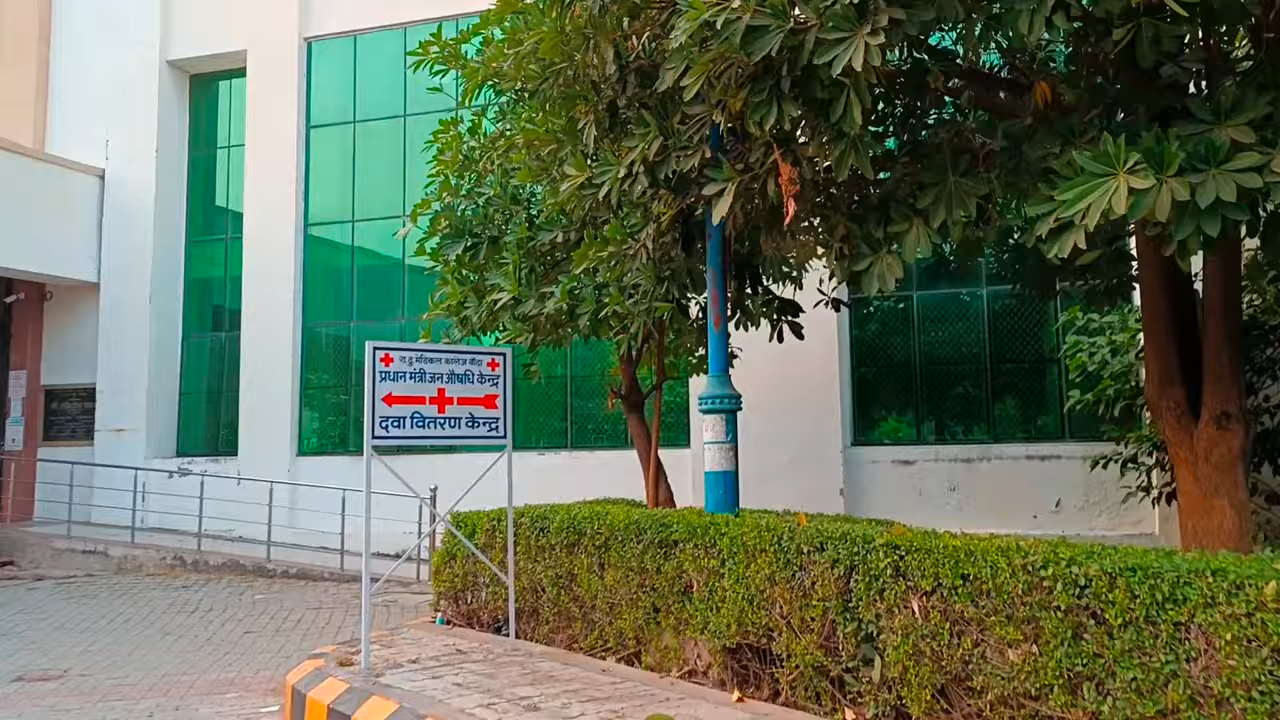 रा.दु.मेडिकल कालेज बाँदा
प्रधान मंत्री जन औषधि केन्द्र
दवा वितरण केन्द्र